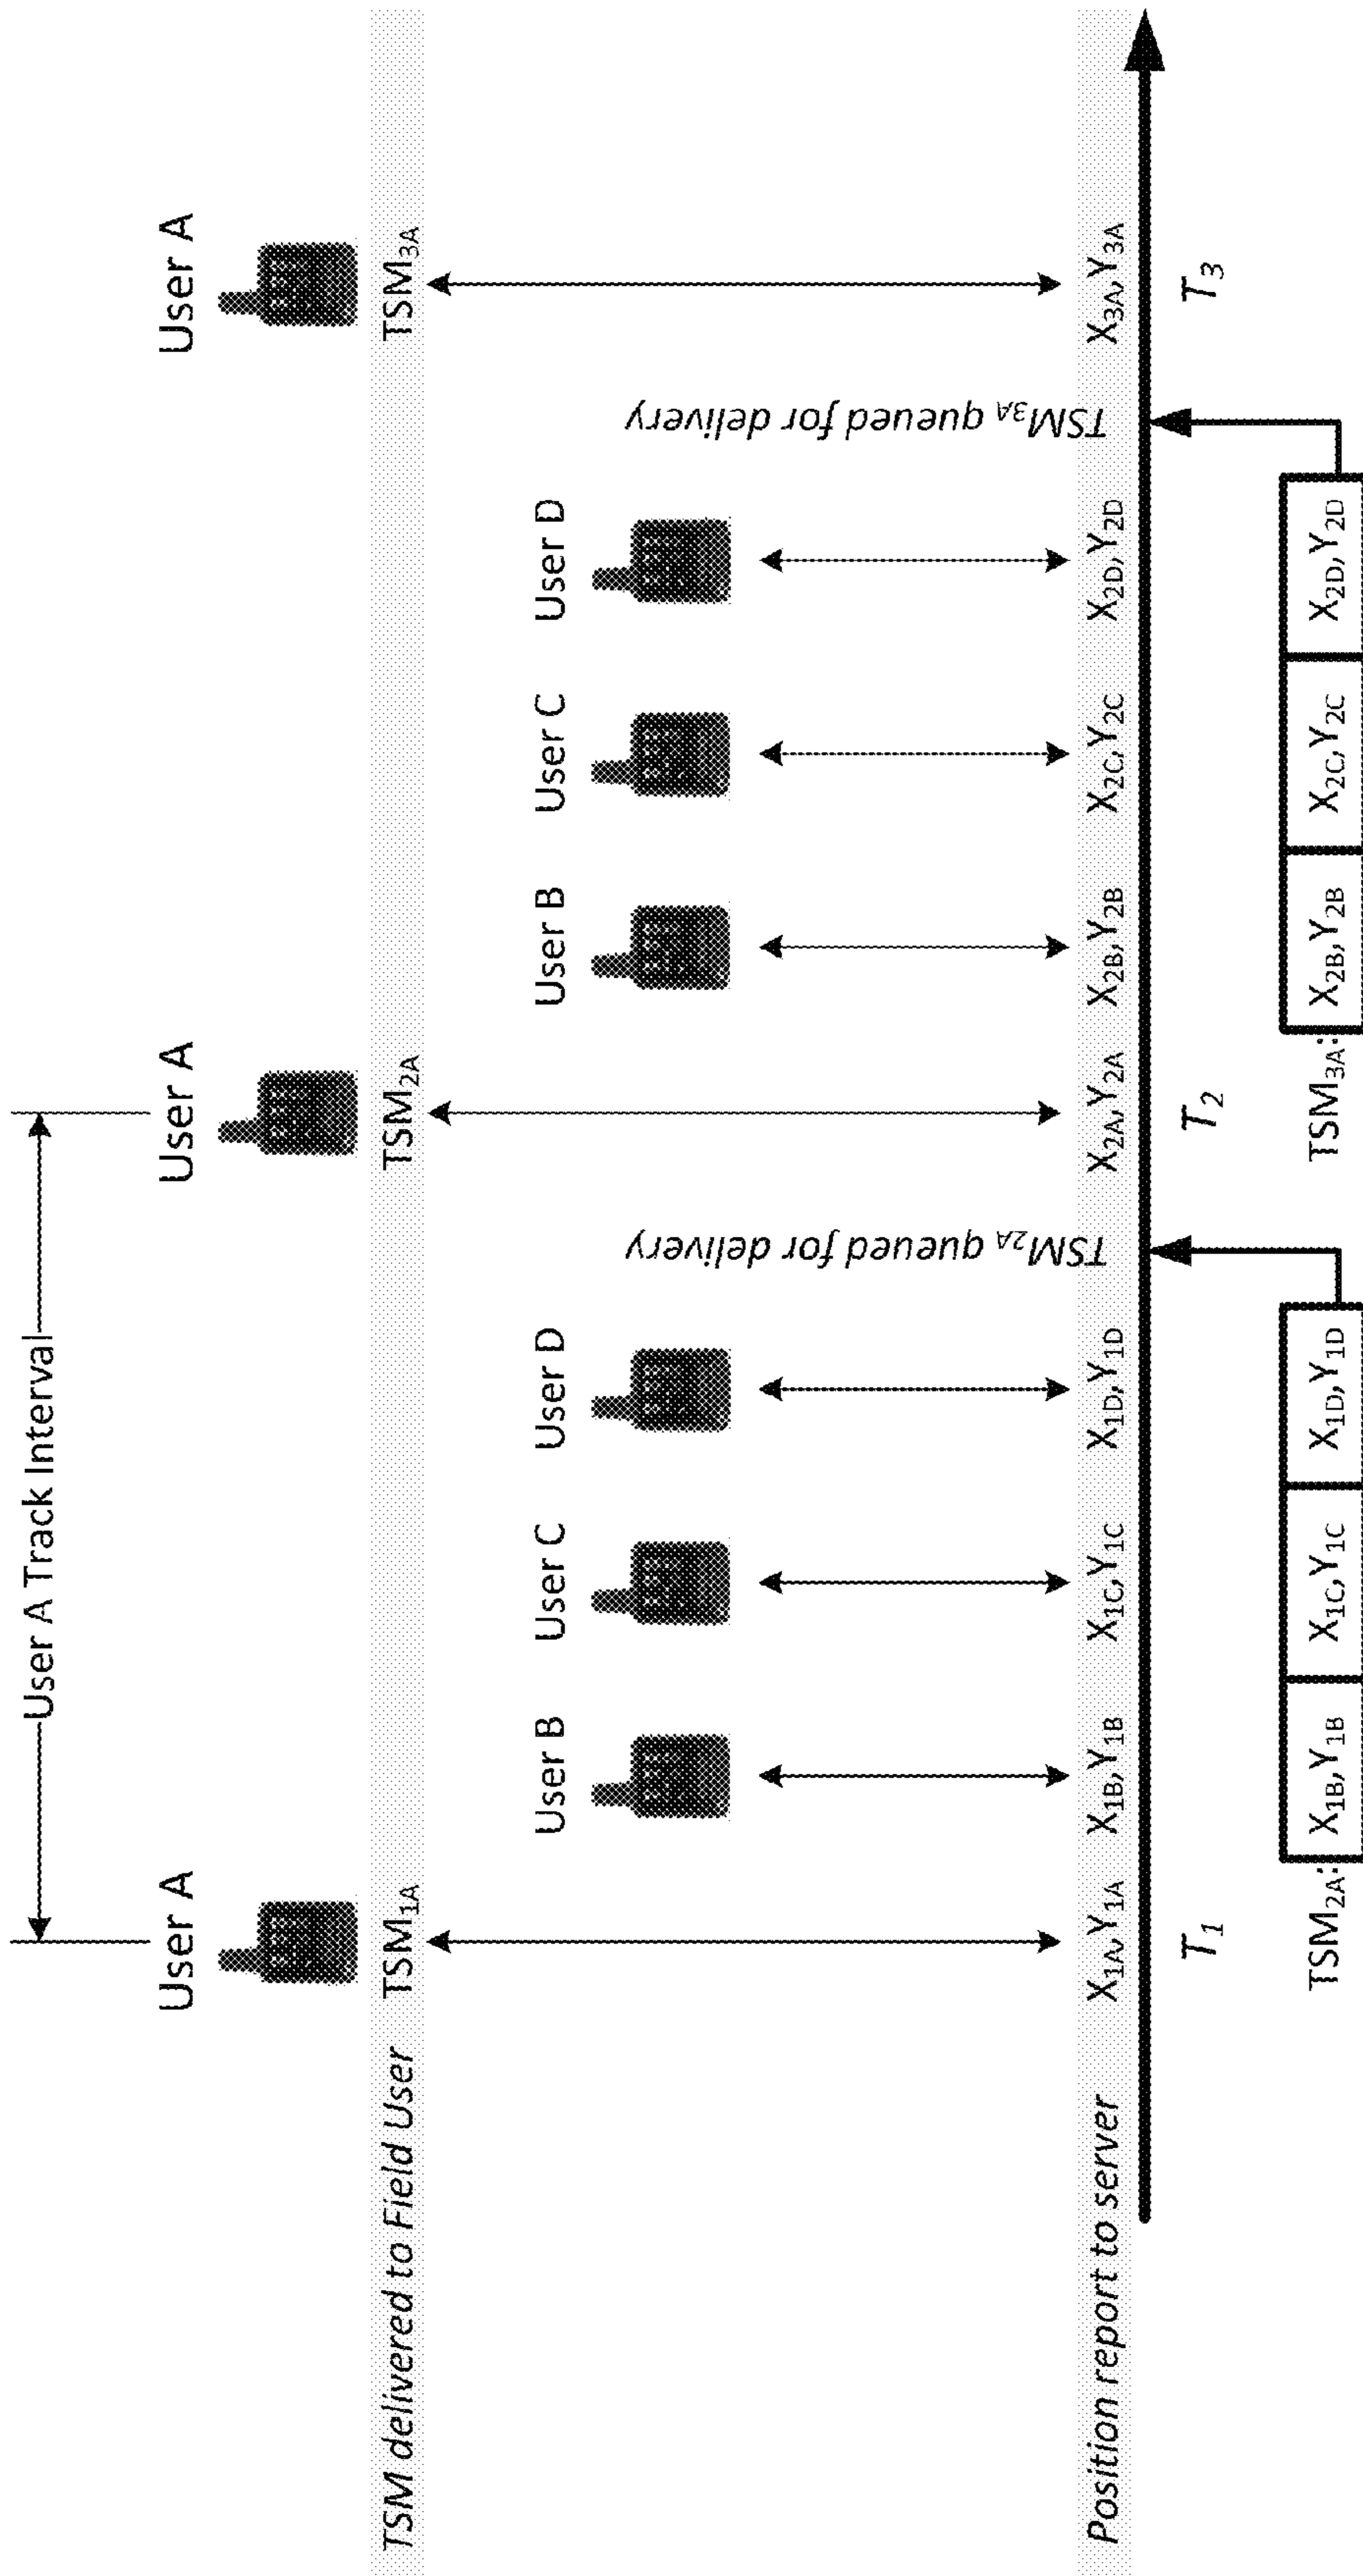 User A Track Interval
User A
User A
User A
TSM delivered to Field User
TSM1A
TSM2A
TSM3A
User B
User C
User D
User B
User C
User D
TSM2A queued for delivery
TSM3A queued for delivery
Position report to server
X1A,Y1A
X1B,Y1B
X1C,Y1C
X1D,Y1D
X2A,Y2A
X2B,Y2B
X2C,Y2C
X2D,Y2D
X3A,Y3A
T1
T2
T3
TSM2A:
X1B,Y1B
X1C,Y1C
X1D,Y1D
TSM3A:
X2B,Y2B
X2C,Y2C
X2D,Y2D